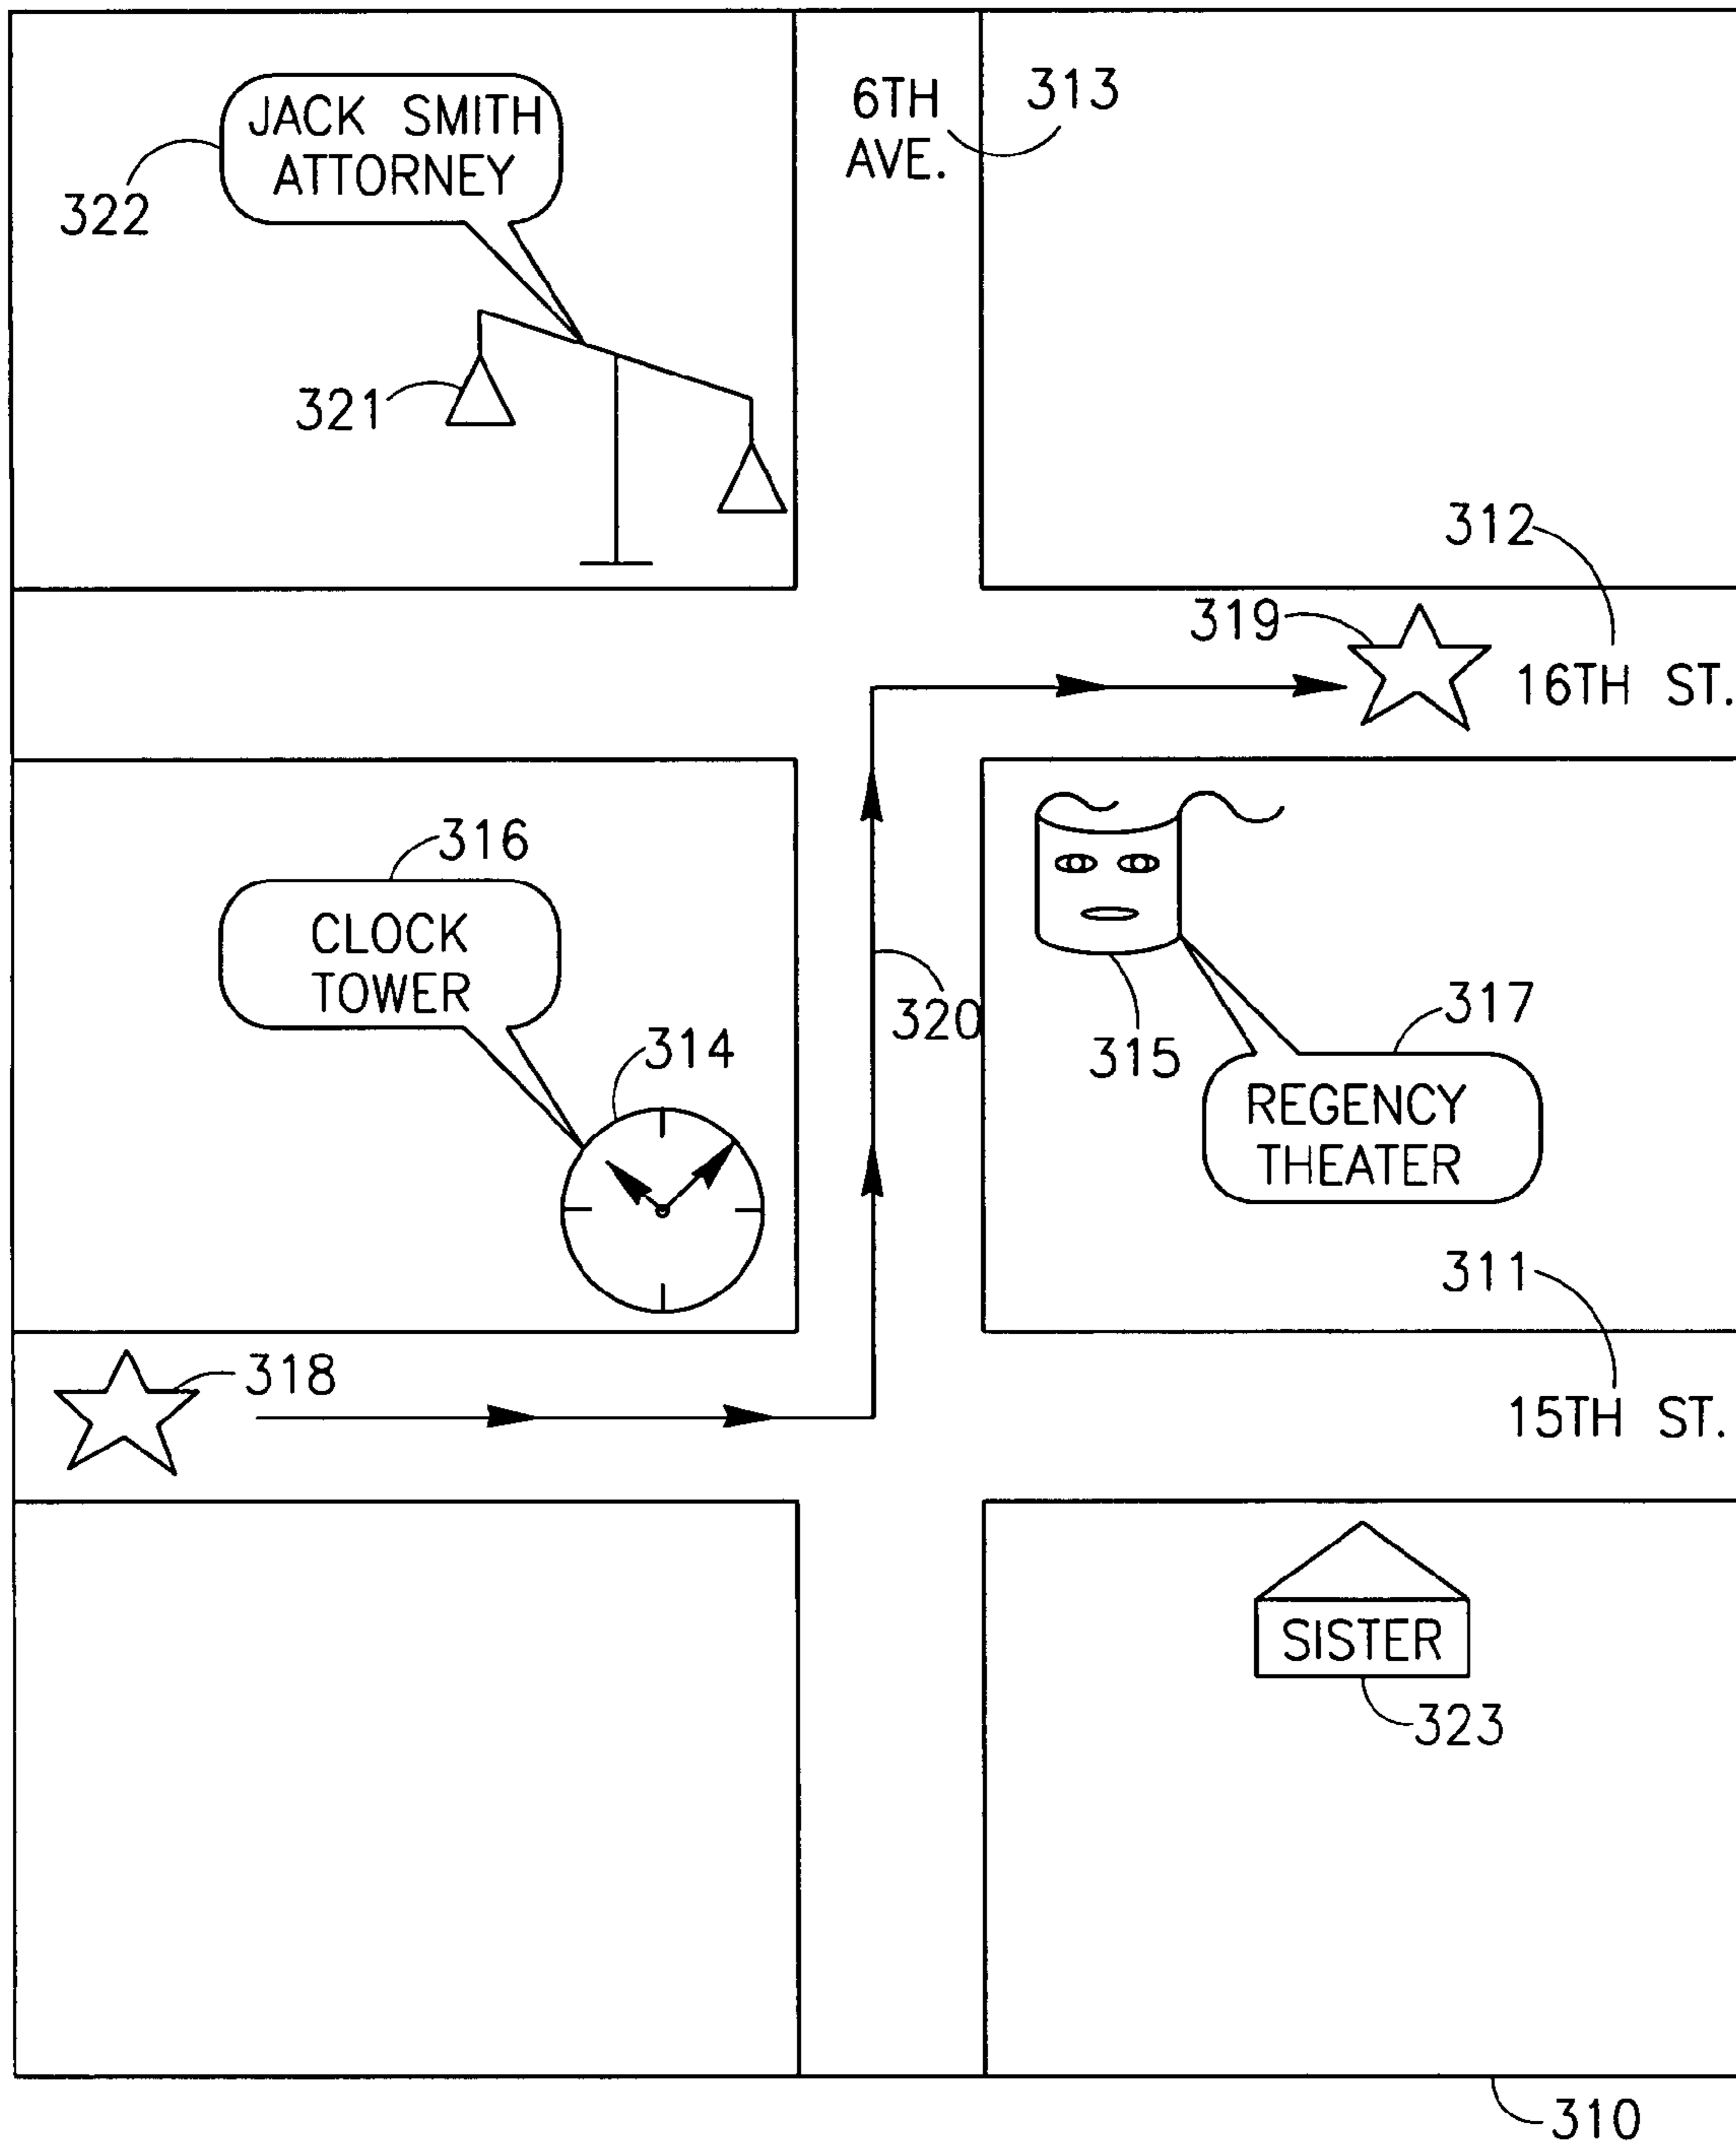 JACK SMITH
ATTORNEY
322
6TH
AVE.
313
321
312
319
16TH ST.
316
CLOCK
TOWER
314
320
315
317
REGENCY
THEATER
311
318
15TH ST.
SISTER
323
310